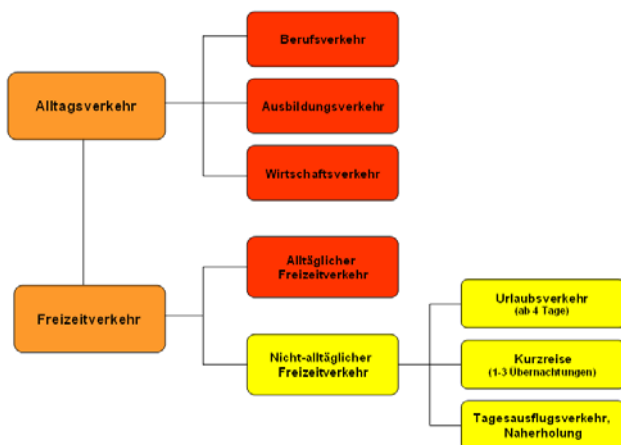 Berufsverkehr
Alltagsverkehr
Ausbildungsverkehr
Wirtschaftsverkehr
Alltäglicher
Freizeitverkehr
Freizeitverkehr
Nicht-alltäglicher
Freizeitverkehr
Urlaubsverkehr
(ab 4 Tage)
Kurzreise
(1-3 Übernachtungen)
Tagesausflugsverkehr,
Naherholung